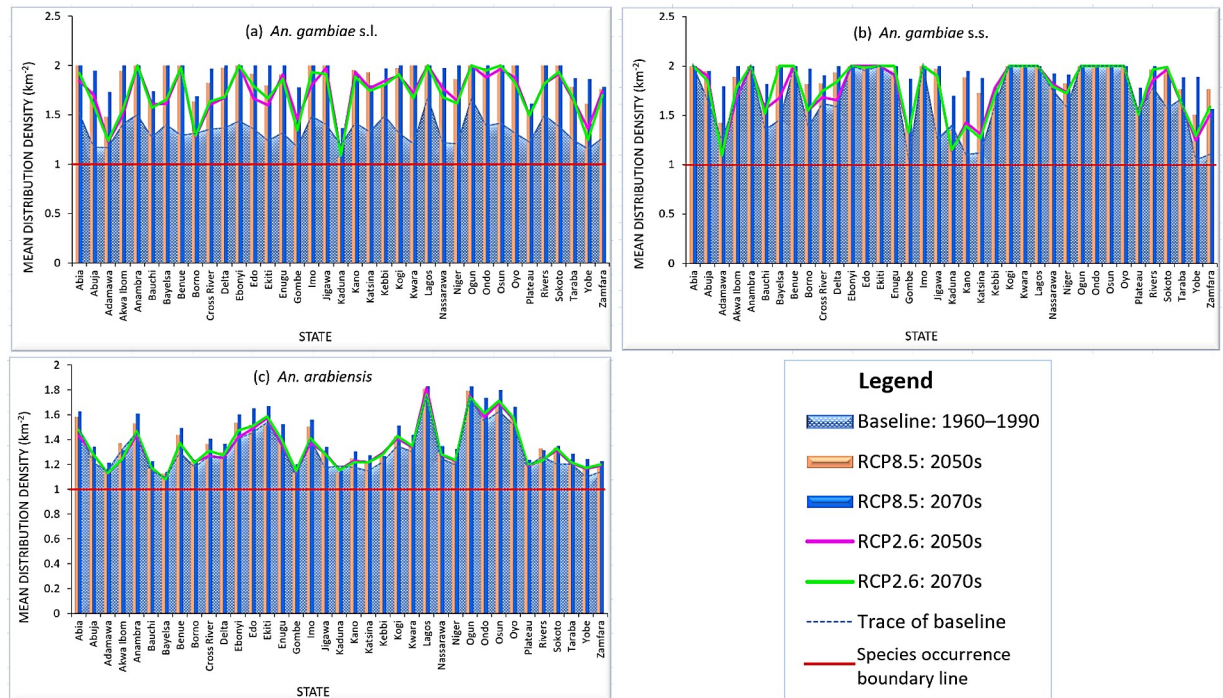 (a) An. gambiae s.l.
MEAN DISTRIBUTION DENSITY (km-2)
2.5
2
1.5
1
0.5
0
Abia
Abuja
Adamawa
Akwa Ibom
Anambra
Bauchi
Bayelsa
Benue
Borno
Cross River
Delta
Ebonyi
Edo
Ekiti
Enugu
Gombe
Imo
Jigawa
Kaduna
Kano
Katsina
Kebbi
Kogi
Kwara
Lagos
Nassarawa
Niger
Ogun
Ondo
Osun
Oyo
Plateau
Rivers
Sokoto
Taraba
Yobe
Zamfara
STATE
(b) An. gambiae s.s.
MEAN DISTRIBUTION DENSITY (km-2)
2.5
2
1.5
1
0.5
0
Abia
Abuja
Adamawa
Akwa Ibom
Anambra
Bauchi
Bayelsa
Benue
Borno
Cross River
Delta
Ebonyi
Edo
Ekiti
Enugu
Gombe
Imo
Jigawa
Kaduna
Kano
Katsina
Kebbi
Kogi
Kwara
Lagos
Nassarawa
Niger
Ogun
Ondo
Osun
Oyo
Plateau
Rivers
Sokoto
Taraba
Yobe
Zamfara
STATE
(c) An. arabiensis
MEAN DISTRIBUTION DENSITY (km-2)
2
1.8
1.6
1.4
1.2
1
0.8
0.6
0.4
0.2
0
Abia
Abuja
Adamawa
Akwa Ibom
Anambra
Bauchi
Bayelsa
Benue
Borno
Cross River
Delta
Ebonyi
Edo
Ekiti
Enugu
Gombe
Imo
Jigawa
Kaduna
Kano
Katsina
Kebbi
Kogi
Kwara
Lagos
Nassarawa
Niger
Ogun
Ondo
Osun
Oyo
Plateau
Rivers
Sokoto
Taraba
Yobe
Zamfara
STATE
Legend
Baseline: 1960–1990
RCP8.5: 2050s
RCP8.5: 2070s
RCP2.6: 2050s
RCP2.6: 2070s
Trace of baseline
Species occurrence
boundary line